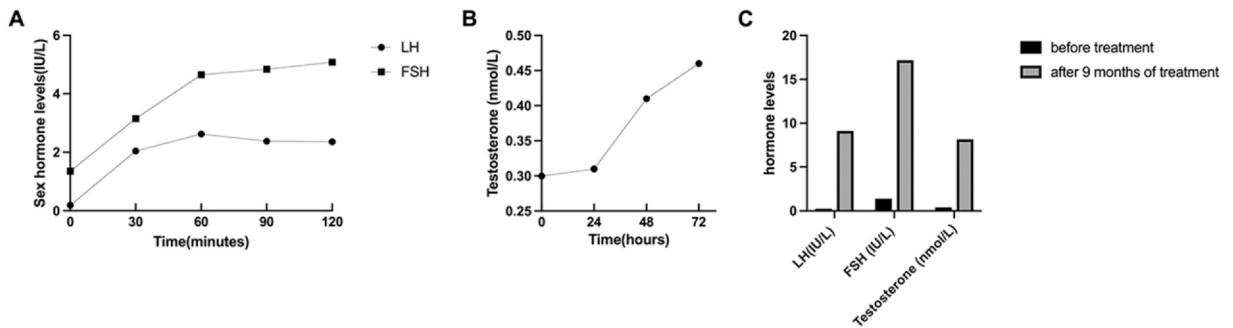 A
Sex hormone levels(IU/L)
6
4
2
0
0 30 60 90 120
Time(minutes)
LH
FSH
B
Testosterone (nmol/L)
0.50
0.45
0.40
0.35
0.30
0.25
0 24 48 72
Time(hours)
C
hormone levels
20
15
10
5
0
LH(IU/L)
FSH (IU/L)
Testosterone (nmol/L)
before treatment
after 9 months of treatment